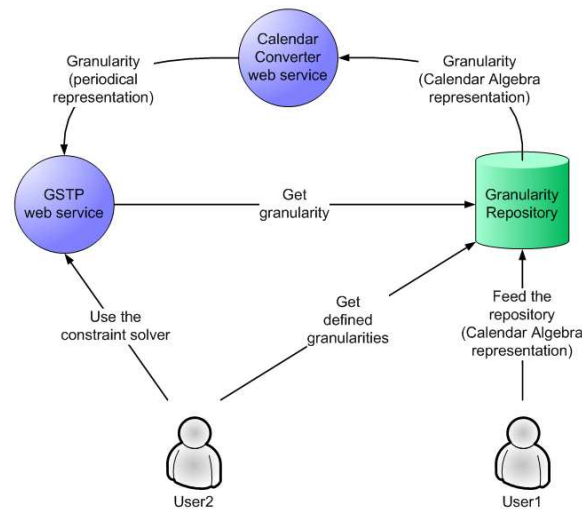 Calendar
Converter
web service
Granularity
(periodical
representation)
Granularity
(Calendar Algebra
representation)
GSTP
web service
Get
granularity
Granularity
Repository
Use the
constraint solver
Get
defined
granularities
Feed the
repository
(Calendar Algebra
representation)
User2
User1